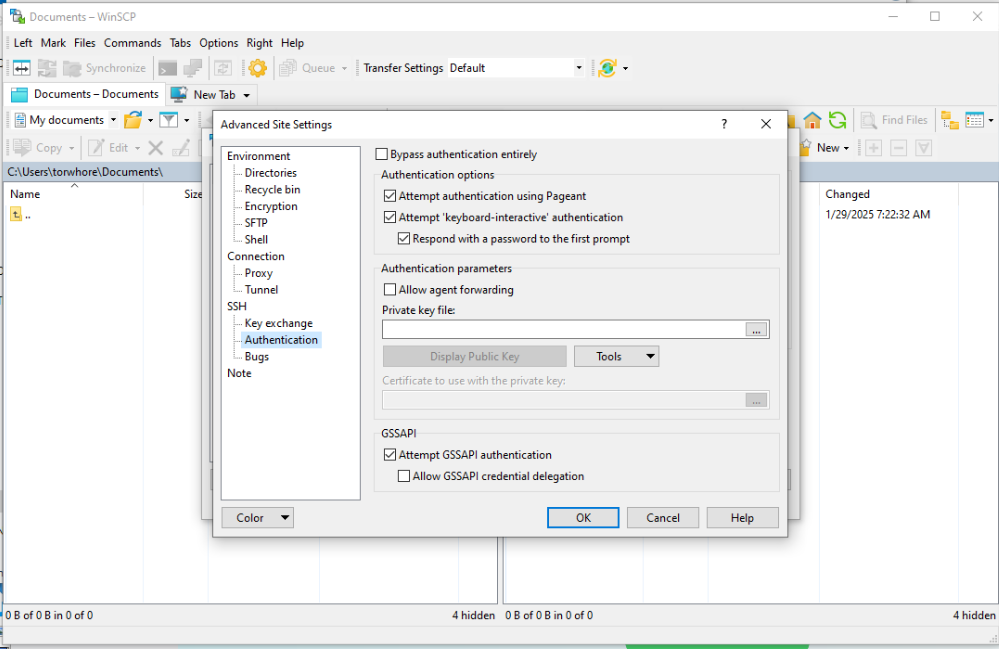 Documents – WinSCP
Left Mark Files Commands Tabs Options Right Help
Synchronize Queue Transfer Settings Default
Documents – Documents New Tab
My documents Find Files
Advanced Site Settings ?
Copy Edit New
C:\Users\torwhore\Documents\
Name Size Changed
.. 1/29/2025 7:22:32 AM
Environment
Directories
Recycle bin
Encryption
SFTP
Shell
Connection
Proxy
Tunnel
SSH
Key exchange
Authentication
Bugs
Note
Bypass authentication entirely
Authentication options
Attempt authentication using Pageant
Attempt 'keyboard-interactive' authentication
Respond with a password to the first prompt
Authentication parameters
Allow agent forwarding
Private key file:
...
Display Public Key Tools
Certificate to use with the private key:
...
GSSAPI
Attempt GSSAPI authentication
Allow GSSAPI credential delegation
Color OK Cancel Help
0 B of 0 B in 0 of 0 4 hidden 0 B of 0 B in 0 of 0 4 hidden